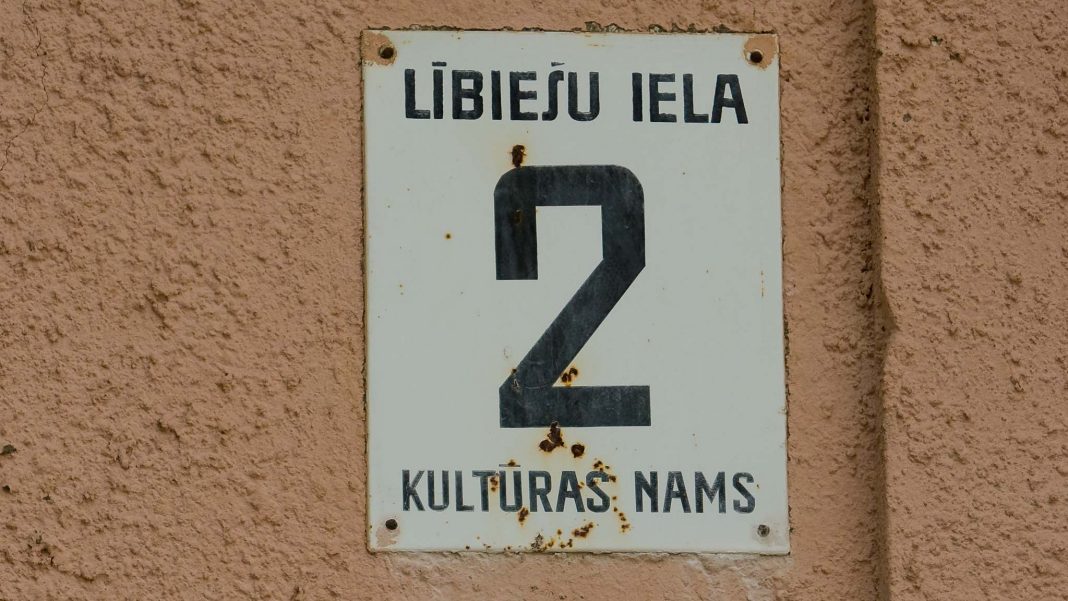 LĪBIEŠU IELA
2
KULTŪRAS NAMS